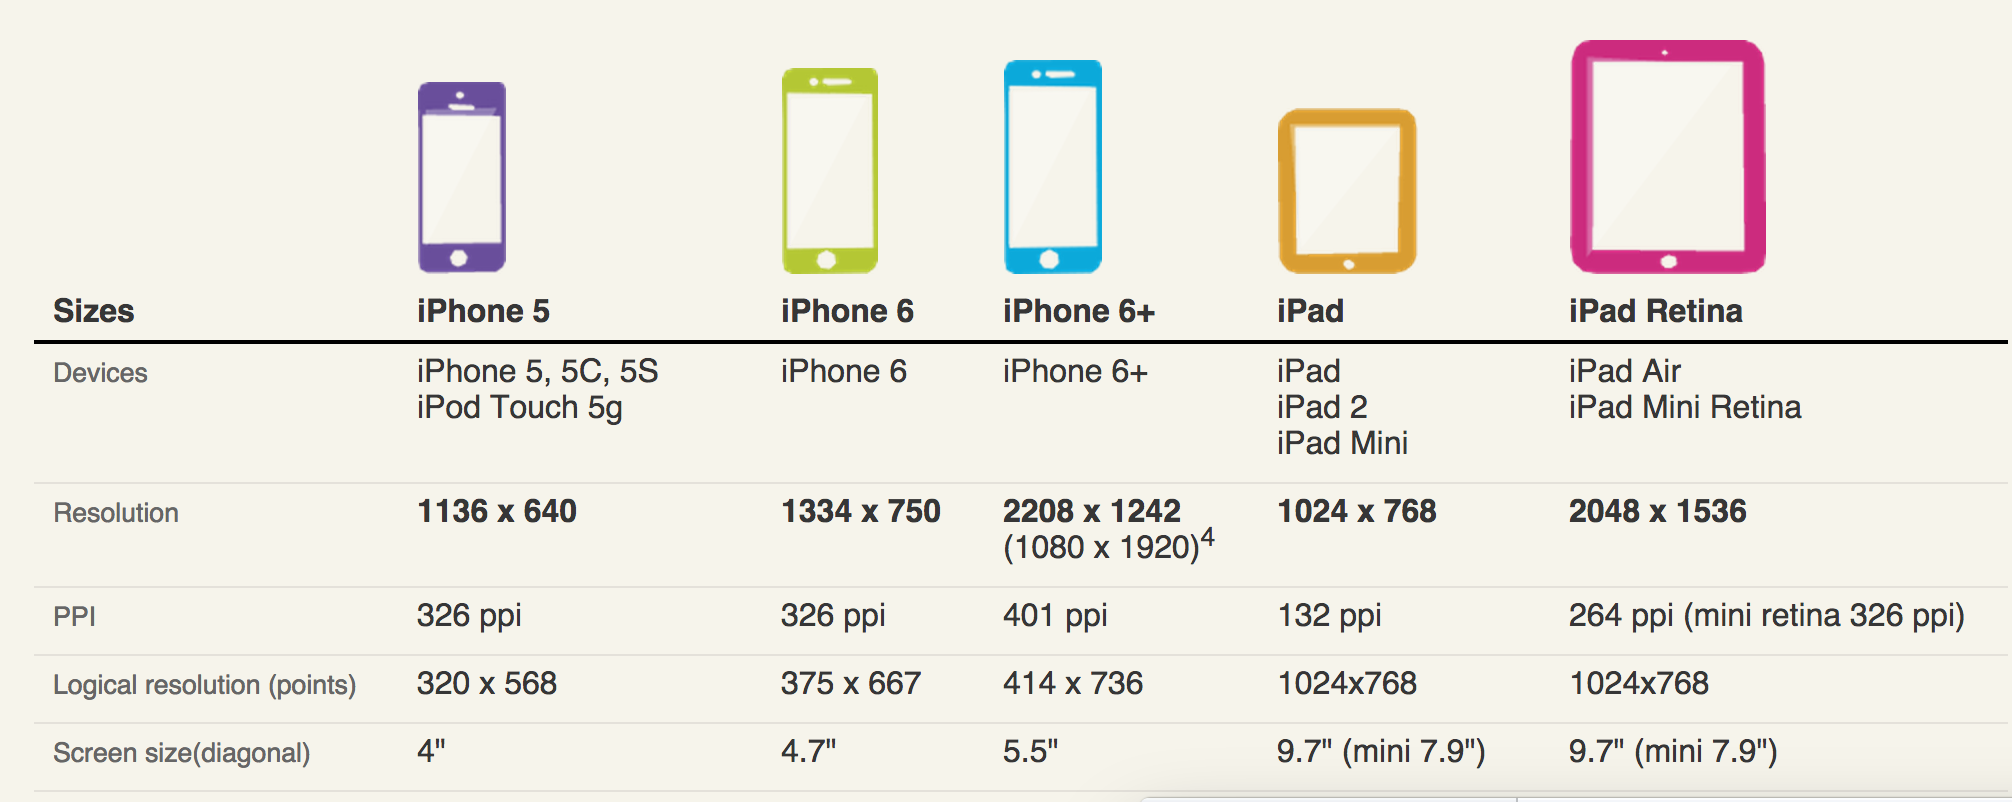 Sizes iPhone 5 iPhone 6 iPhone 6+ iPad iPad Retina
Devices iPhone 5, 5C, 5S iPhone 6 iPhone 6+ iPad iPad Air
iPod Touch 5g iPad 2 iPad Mini Retina
iPad Mini
Resolution 1136 x 640 1334 x 750 2208 x 1242 1024 x 768 2048 x 1536
(1080 x 1920)⁴
PPI 326 ppi 326 ppi 401 ppi 132 ppi 264 ppi (mini retina 326 ppi)
Logical resolution (points) 320 x 568 375 x 667 414 x 736 1024x768 1024x768
Screen size(diagonal) 4" 4.7" 5.5" 9.7" (mini 7.9") 9.7" (mini 7.9")